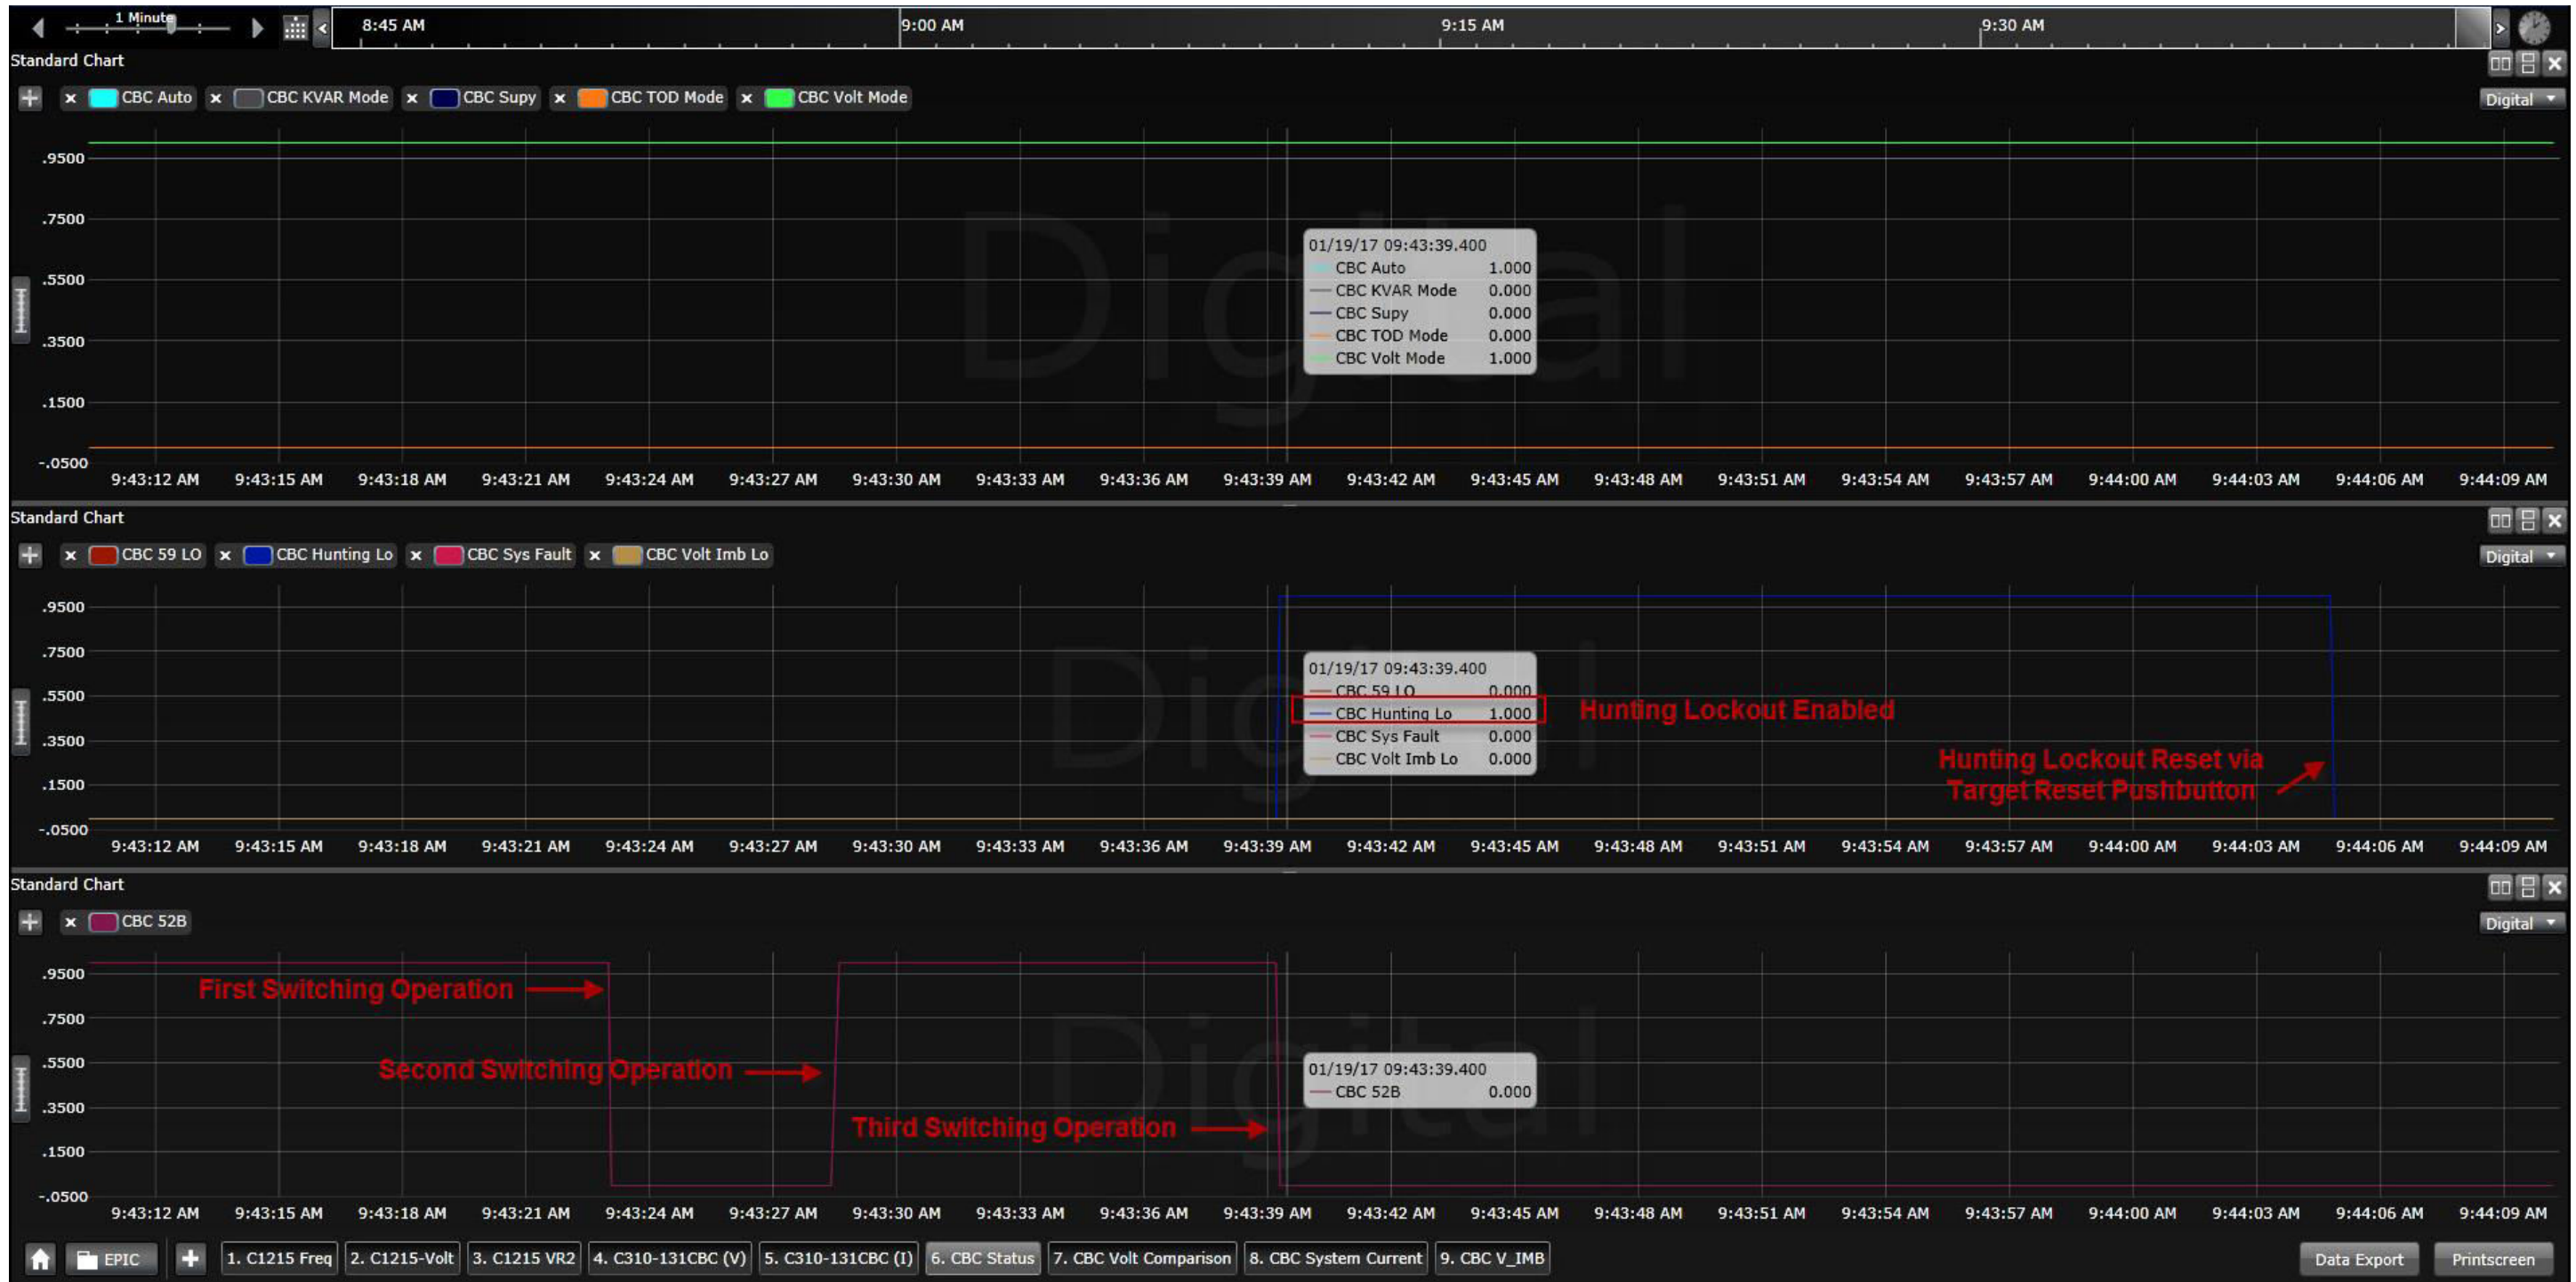 1 Minute
8:45 AM 9:00 AM 9:15 AM 9:30 AM
Standard Chart
CBC Auto CBC KVAR Mode CBC Supy CBC TOD Mode CBC Volt Mode Digital
Digital
.9500
.7500
.5500
.3500
.1500
-.0500
01/19/17 09:43:39.400
CBC Auto 1.000
CBC KVAR Mode 0.000
CBC Supy 0.000
CBC TOD Mode 0.000
CBC Volt Mode 1.000
9:43:12 AM 9:43:15 AM 9:43:18 AM 9:43:21 AM 9:43:24 AM 9:43:27 AM 9:43:30 AM 9:43:33 AM 9:43:36 AM 9:43:39 AM 9:43:42 AM 9:43:45 AM 9:43:48 AM 9:43:51 AM 9:43:54 AM 9:43:57 AM 9:44:00 AM 9:44:03 AM 9:44:06 AM 9:44:09 AM
Standard Chart
CBC 59 LO CBC Hunting Lo CBC Sys Fault CBC Volt Imb Lo Digital
Digital
.9500
.7500
.5500
.3500
.1500
-.0500
01/19/17 09:43:39.400
CBC 59 LO 0.000
CBC Hunting Lo 1.000
CBC Sys Fault 0.000
CBC Volt Imb Lo 0.000
Hunting Lockout Enabled
Hunting Lockout Reset via
Target Reset Pushbutton
9:43:12 AM 9:43:15 AM 9:43:18 AM 9:43:21 AM 9:43:24 AM 9:43:27 AM 9:43:30 AM 9:43:33 AM 9:43:36 AM 9:43:39 AM 9:43:42 AM 9:43:45 AM 9:43:48 AM 9:43:51 AM 9:43:54 AM 9:43:57 AM 9:44:00 AM 9:44:03 AM 9:44:06 AM 9:44:09 AM
Standard Chart
CBC 52B Digital
Digital
.9500
.7500
.5500
.3500
.1500
-.0500
First Switching Operation
Second Switching Operation
Third Switching Operation
01/19/17 09:43:39.400
CBC 52B 0.000
9:43:12 AM 9:43:15 AM 9:43:18 AM 9:43:21 AM 9:43:24 AM 9:43:27 AM 9:43:30 AM 9:43:33 AM 9:43:36 AM 9:43:39 AM 9:43:42 AM 9:43:45 AM 9:43:48 AM 9:43:51 AM 9:43:54 AM 9:43:57 AM 9:44:00 AM 9:44:03 AM 9:44:06 AM 9:44:09 AM
EPIC 1. C1215 Freq 2. C1215-Volt 3. C1215 VR2 4. C310-131CBC (V) 5. C310-131CBC (I) 6. CBC Status 7. CBC Volt Comparison 8. CBC System Current 9. CBC V_IMB Data Export Printscreen